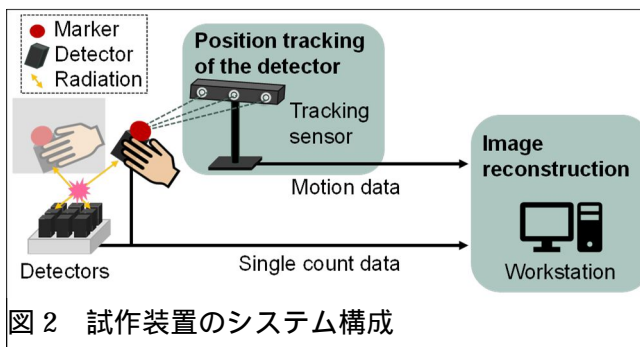 Marker
Detector
Radiation
Position tracking
of the detector
Tracking
sensor
Image
reconstruction
Motion data
Detectors
Single count data
Workstation
図2 試作装置のシステム構成